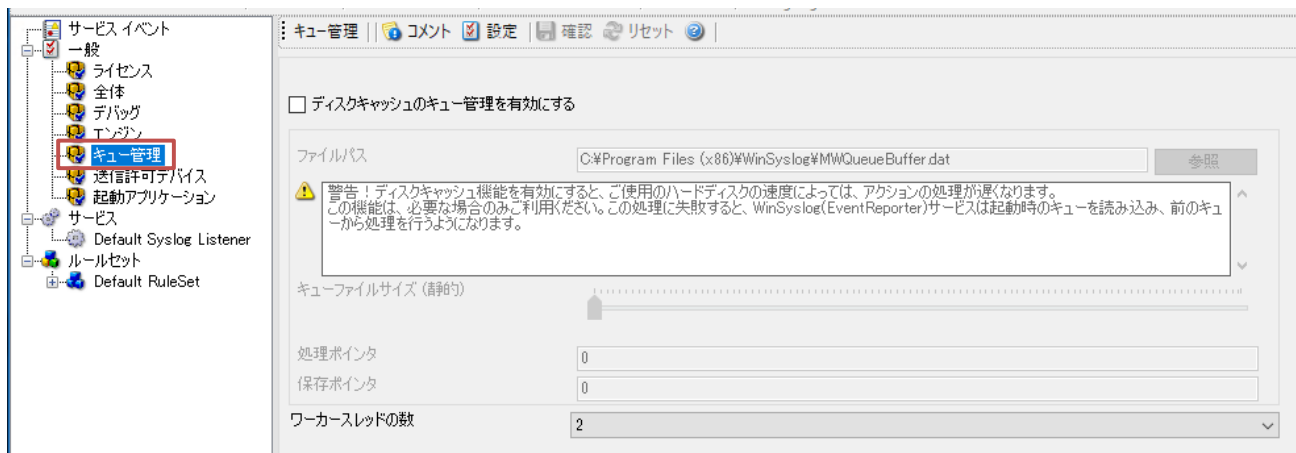 サービス イベント
一般
ライセンス
全体
デバッグ
エンジン
キュー管理
送信許可デバイス
起動アプリケーション
サービス
Default Syslog Listener
ルールセット
Default RuleSet
キュー管理 コメント 設定 確認 リセット
ディスクキャッシュのキュー管理を有効にする
ファイルパス C:¥Program Files (x86)¥WinSyslog¥MWQueueBuffer.dat 参照
警告！ディスクキャッシュ機能を有効にすると、ご使用のハードディスクの速度によっては、アクションの処理が遅くなります。
この機能は、必要な場合のみご利用ください。この処理に失敗すると、WinSyslog(EventReporter)サービスは起動時のキューを読み込み、前のキュ
ーから処理を行うようになります。
キューファイルサイズ (静的)
処理ポインタ 0
保存ポインタ 0
ワーカースレッドの数 2